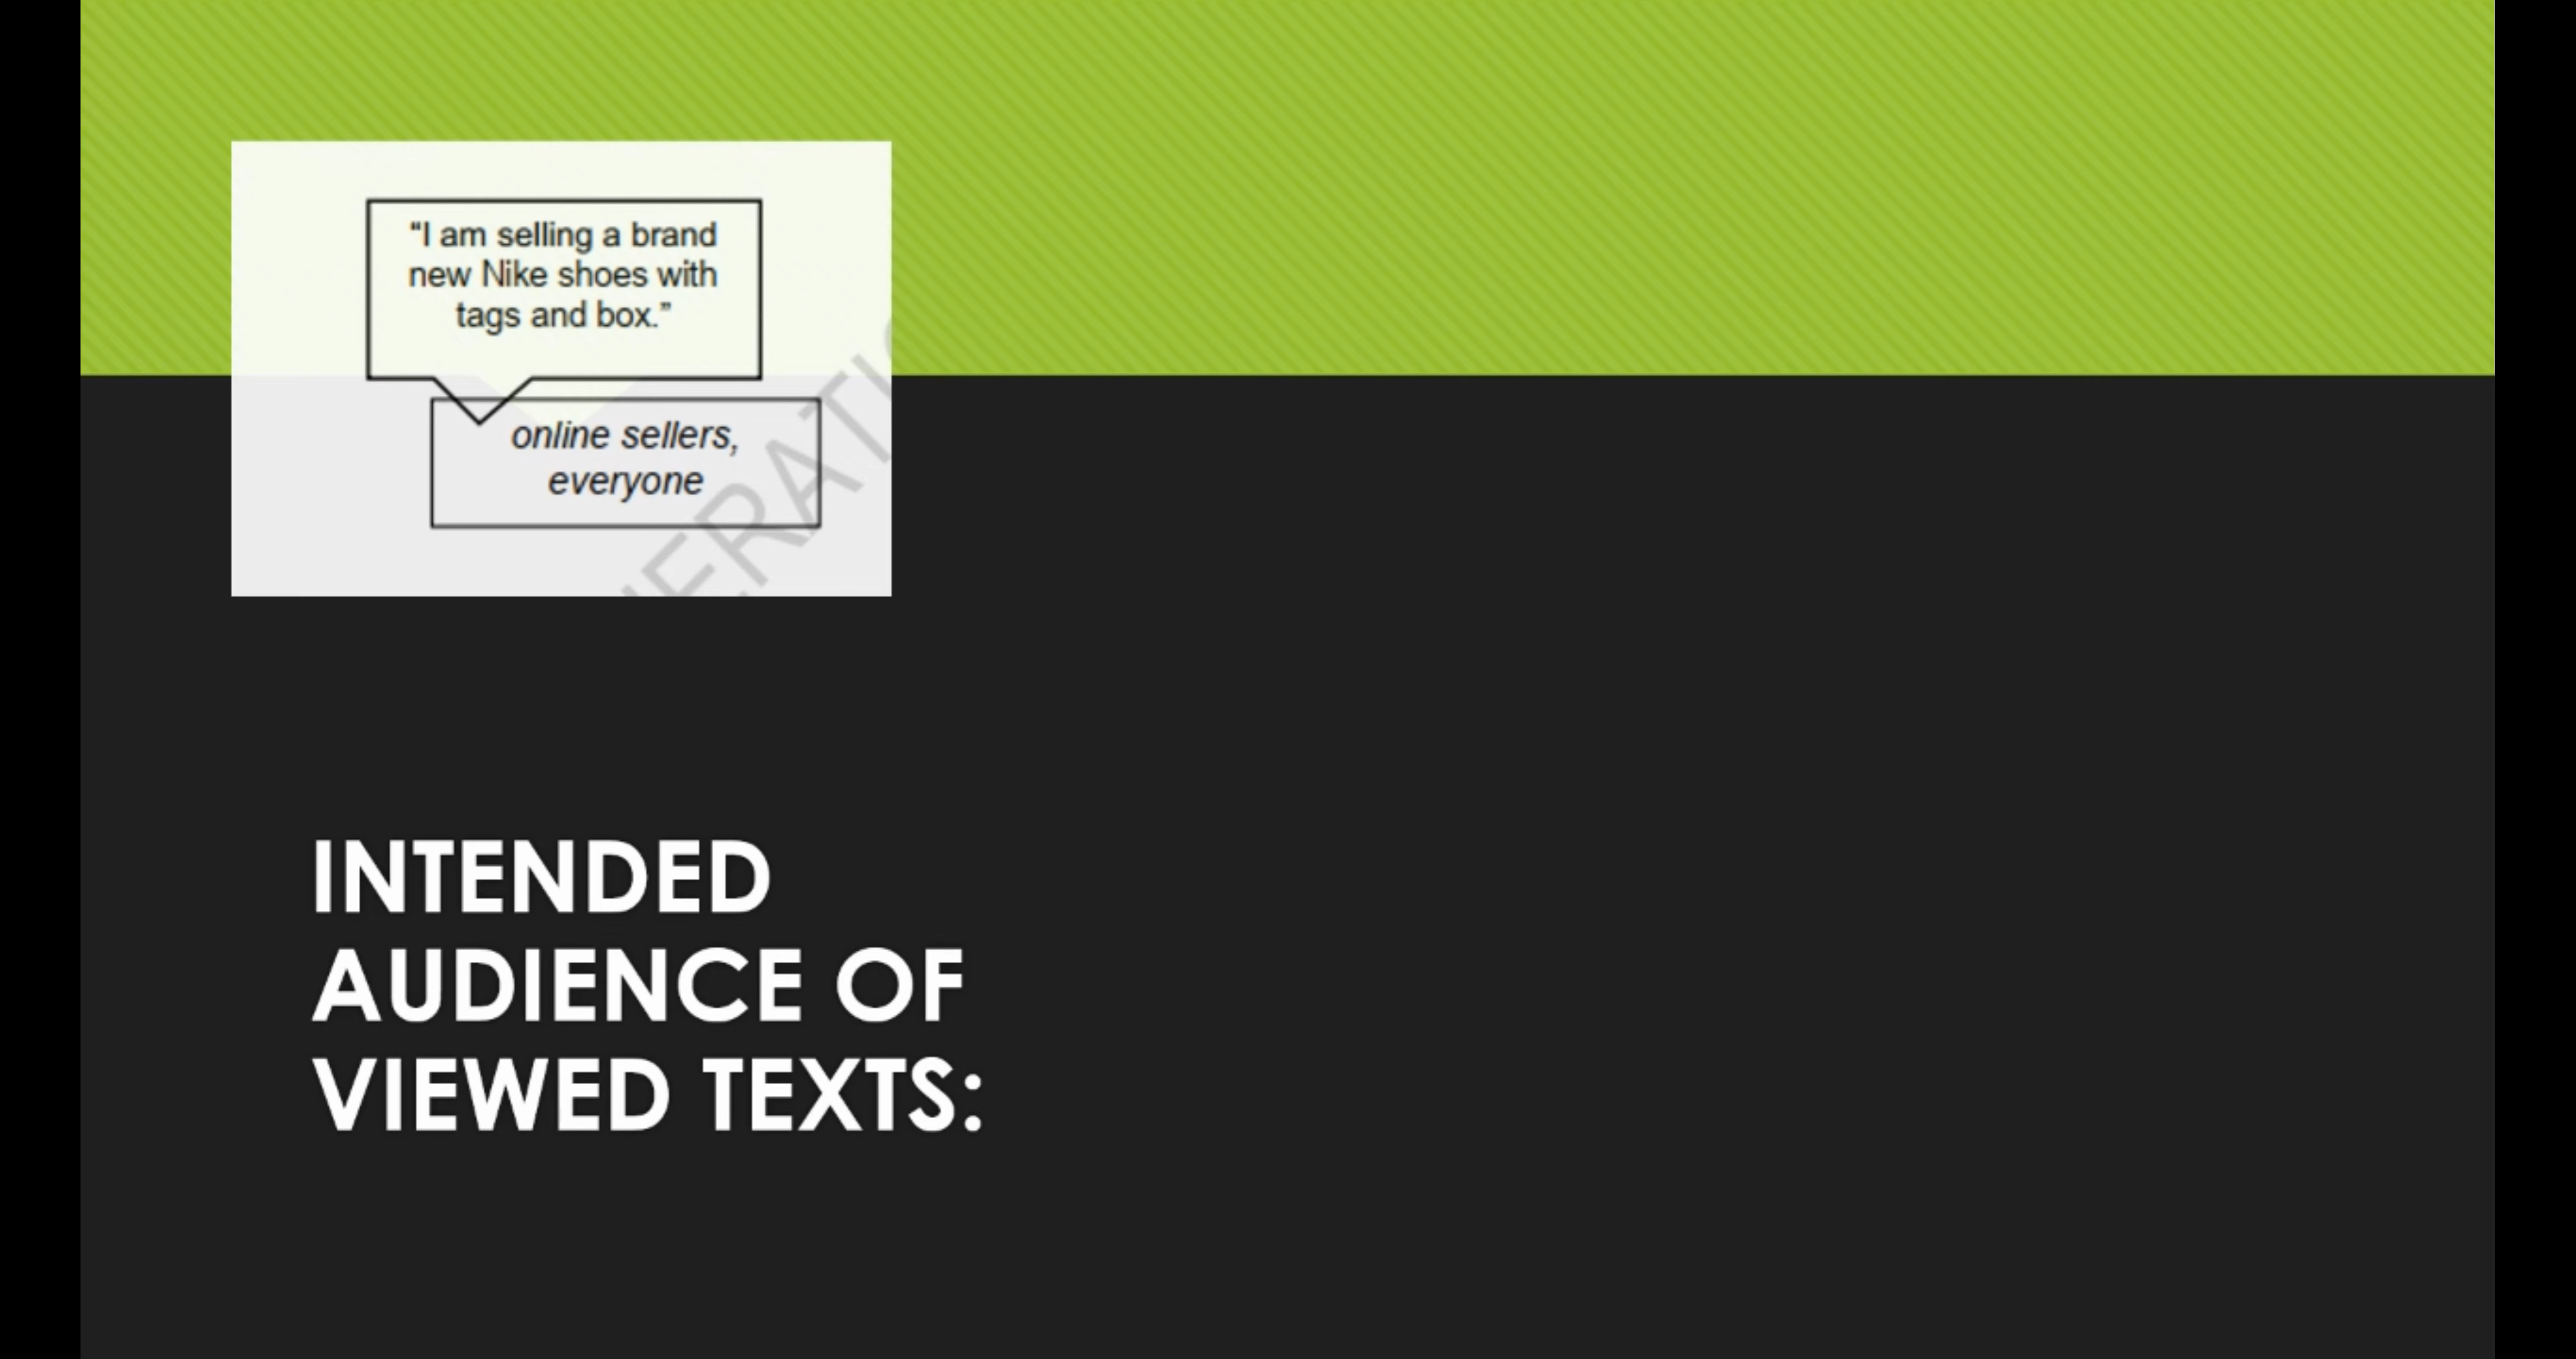 “I am selling a brand
new Nike shoes with
tags and box.”
online sellers,
everyone
INTENDED
AUDIENCE OF
VIEWED TEXTS: